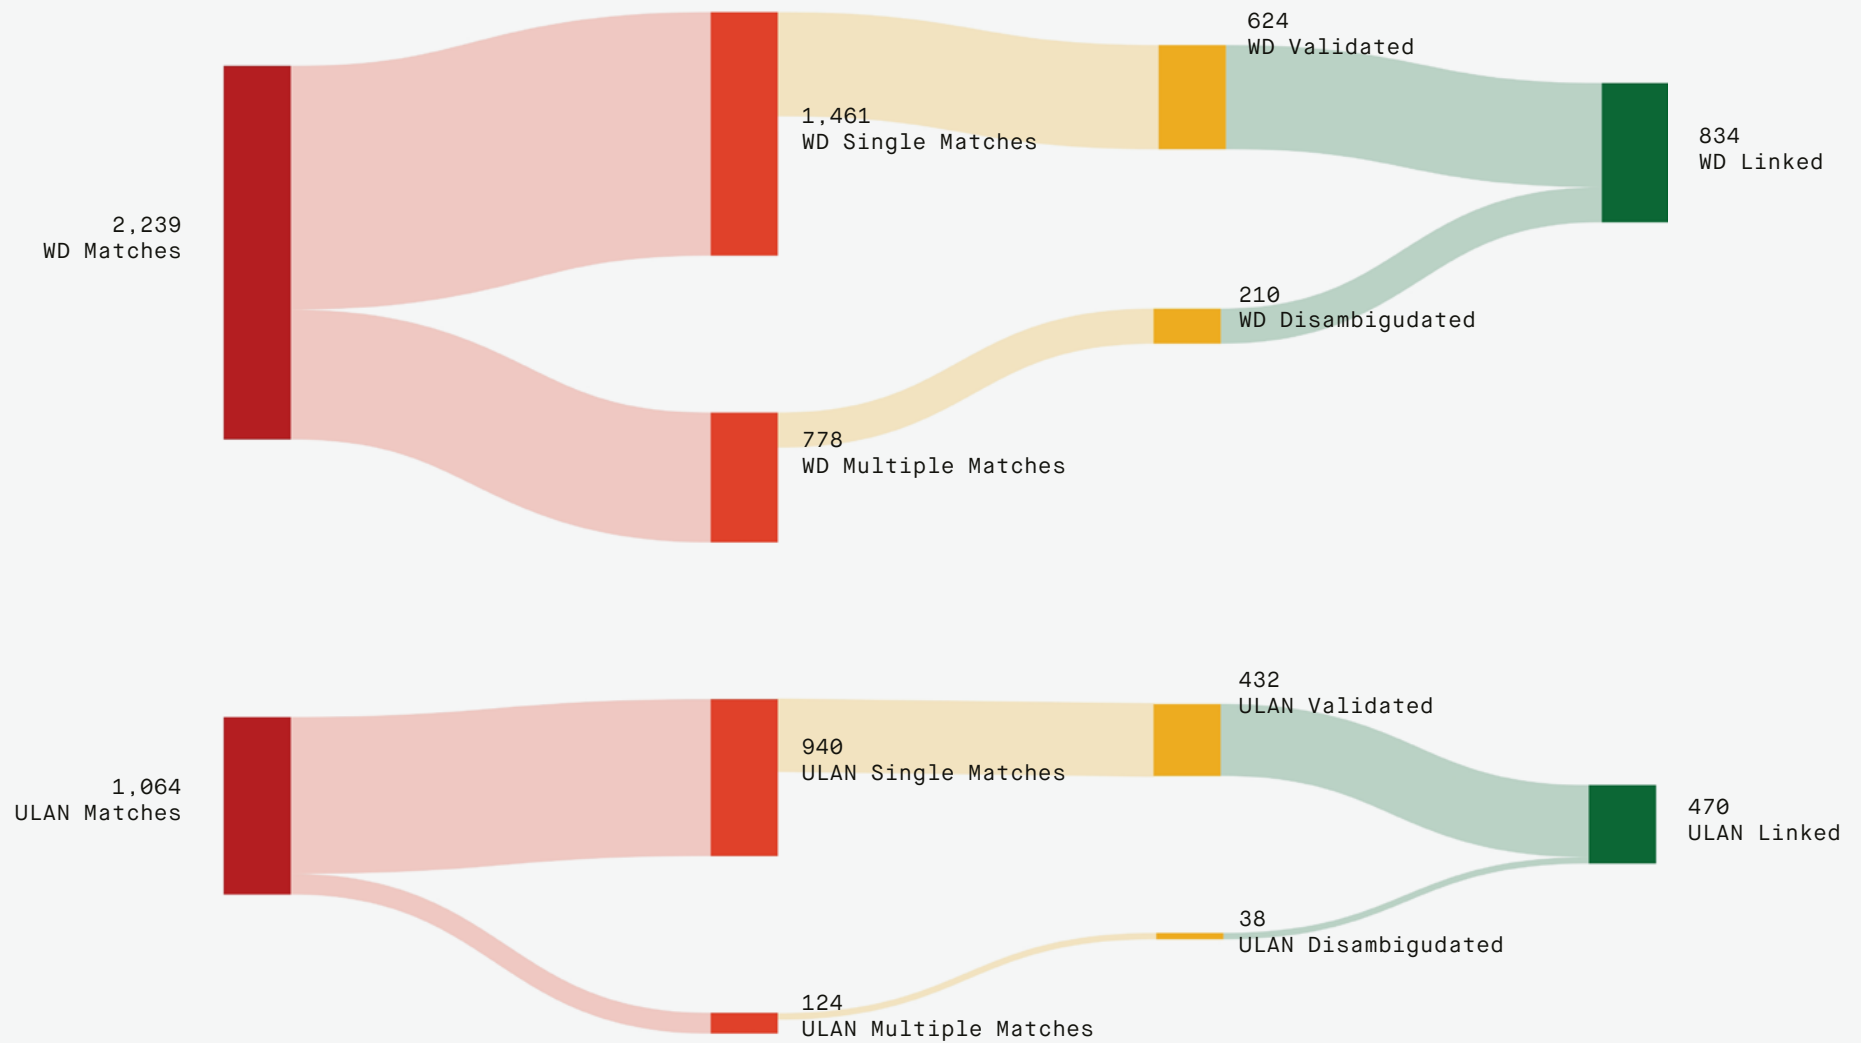 624
WD Validated
1,461
WD Single Matches
834
WD Linked
2,239
WD Matches
210
WD Disambigudated
778
WD Multiple Matches
432
ULAN Validated
940
ULAN Single Matches
1,064
ULAN Matches
470
ULAN Linked
38
ULAN Disambigudated
124
ULAN Multiple Matches